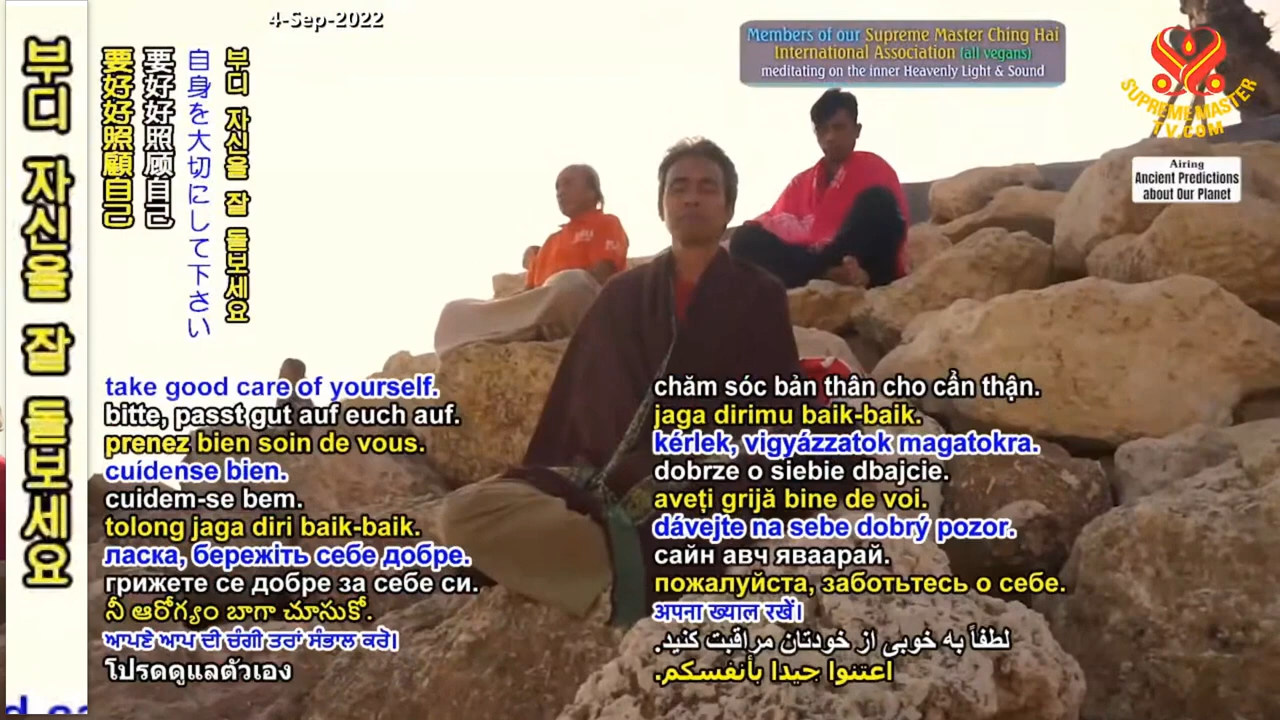 부디 자신을 잘 돌보세요
4-Sep-2022
부디 자신을 잘 돌보세요
自身を大切にして下さい
要好好照顾自己
要好好照顧自己
Members of our Supreme Master Ching Hai
International Association (all vegans)
meditating on the inner Heavenly Light & Sound
SUPREME MASTER
TV.COM
Airing
Ancient Predictions
about Our Planet
take good care of yourself.
bitte, passt gut auf euch auf.
prenez bien soin de vous.
cuídense bien.
cuidem-se bem.
tolong jaga diri baik-baik.
ласка, бережіть себе добре.
грижете се добре за себе си.
నీ ఆరోగ్యం బాగా చూసుకో.
ਆਪਣੇ ਆਪ ਦੀ ਚੰਗੀ ਤਰਾਂ ਸੰਭਾਲ ਕਰੋ।
โปรดดูแลตัวเอง
chăm sóc bản thân cho cẩn thận.
jaga dirimu baik-baik.
kérlek, vigyázzatok magatokra.
dobrze o siebie dbajcie.
aveți grijă bine de voi.
dávejte na sebe dobrý pozor.
сайн авч яваарай.
пожалуйста, заботьтесь о себе.
अपना ख्याल रखें।
لطفاً به خوبی از خودتان مراقبت کنید.
اعتنوا جيدا بأنفسكم.